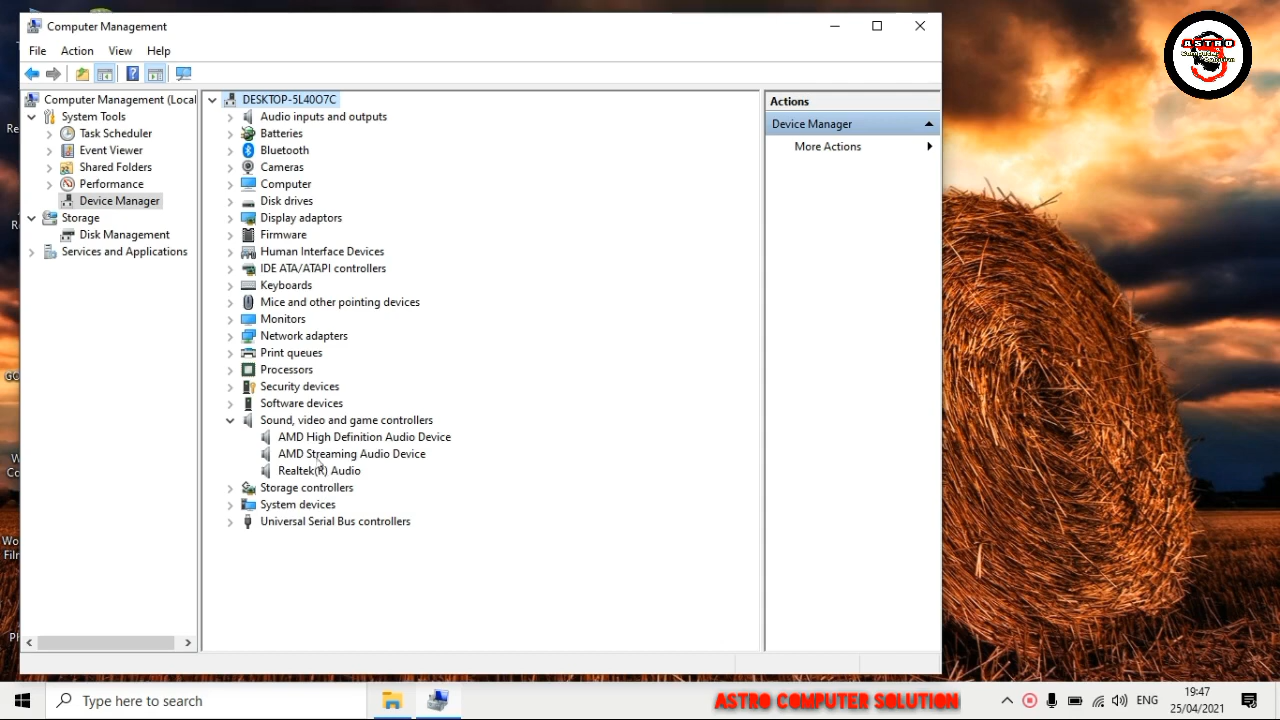 Computer Management
File Action View Help
Computer Management (Local
System Tools
Task Scheduler
Event Viewer
Shared Folders
Performance
Device Manager
Storage
Disk Management
Services and Applications
DESKTOP-5L40O7C
Audio inputs and outputs
Batteries
Bluetooth
Cameras
Computer
Disk drives
Display adaptors
Firmware
Human Interface Devices
IDE ATA/ATAPI controllers
Keyboards
Mice and other pointing devices
Monitors
Network adapters
Print queues
Processors
Security devices
Software devices
Sound, video and game controllers
AMD High Definition Audio Device
AMD Streaming Audio Device
Realtek(R) Audio
Storage controllers
System devices
Universal Serial Bus controllers
Actions
Device Manager
More Actions
ASTRO
Computer
Solution
Type here to search
ASTRO COMPUTER SOLUTION
ENG
19:47
25/04/2021